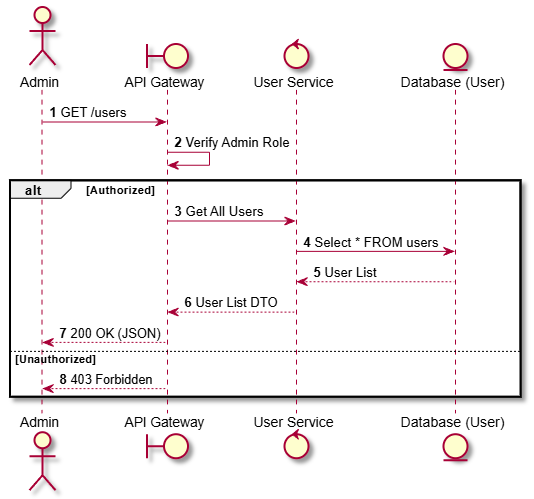 Admin API Gateway User Service Database (User)
1 GET /users
2 Verify Admin Role
alt [Authorized]
3 Get All Users
4 Select * FROM users
5 User List
6 User List DTO
7 200 OK (JSON)
[Unauthorized]
8 403 Forbidden
Admin API Gateway User Service Database (User)